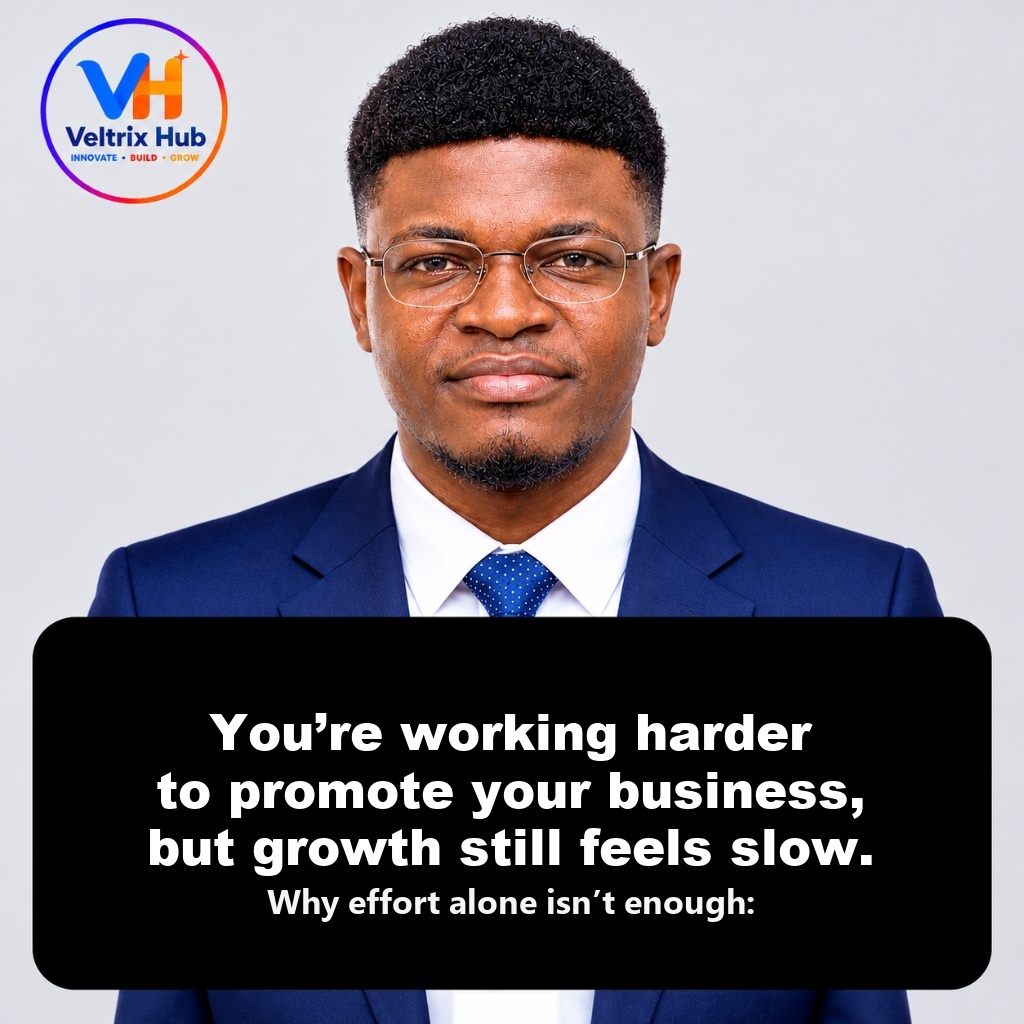 VH
Veltrix Hub
INNOVATE • BUILD • GROW
You’re working harder
to promote your business,
but growth still feels slow.
Why effort alone isn’t enough: